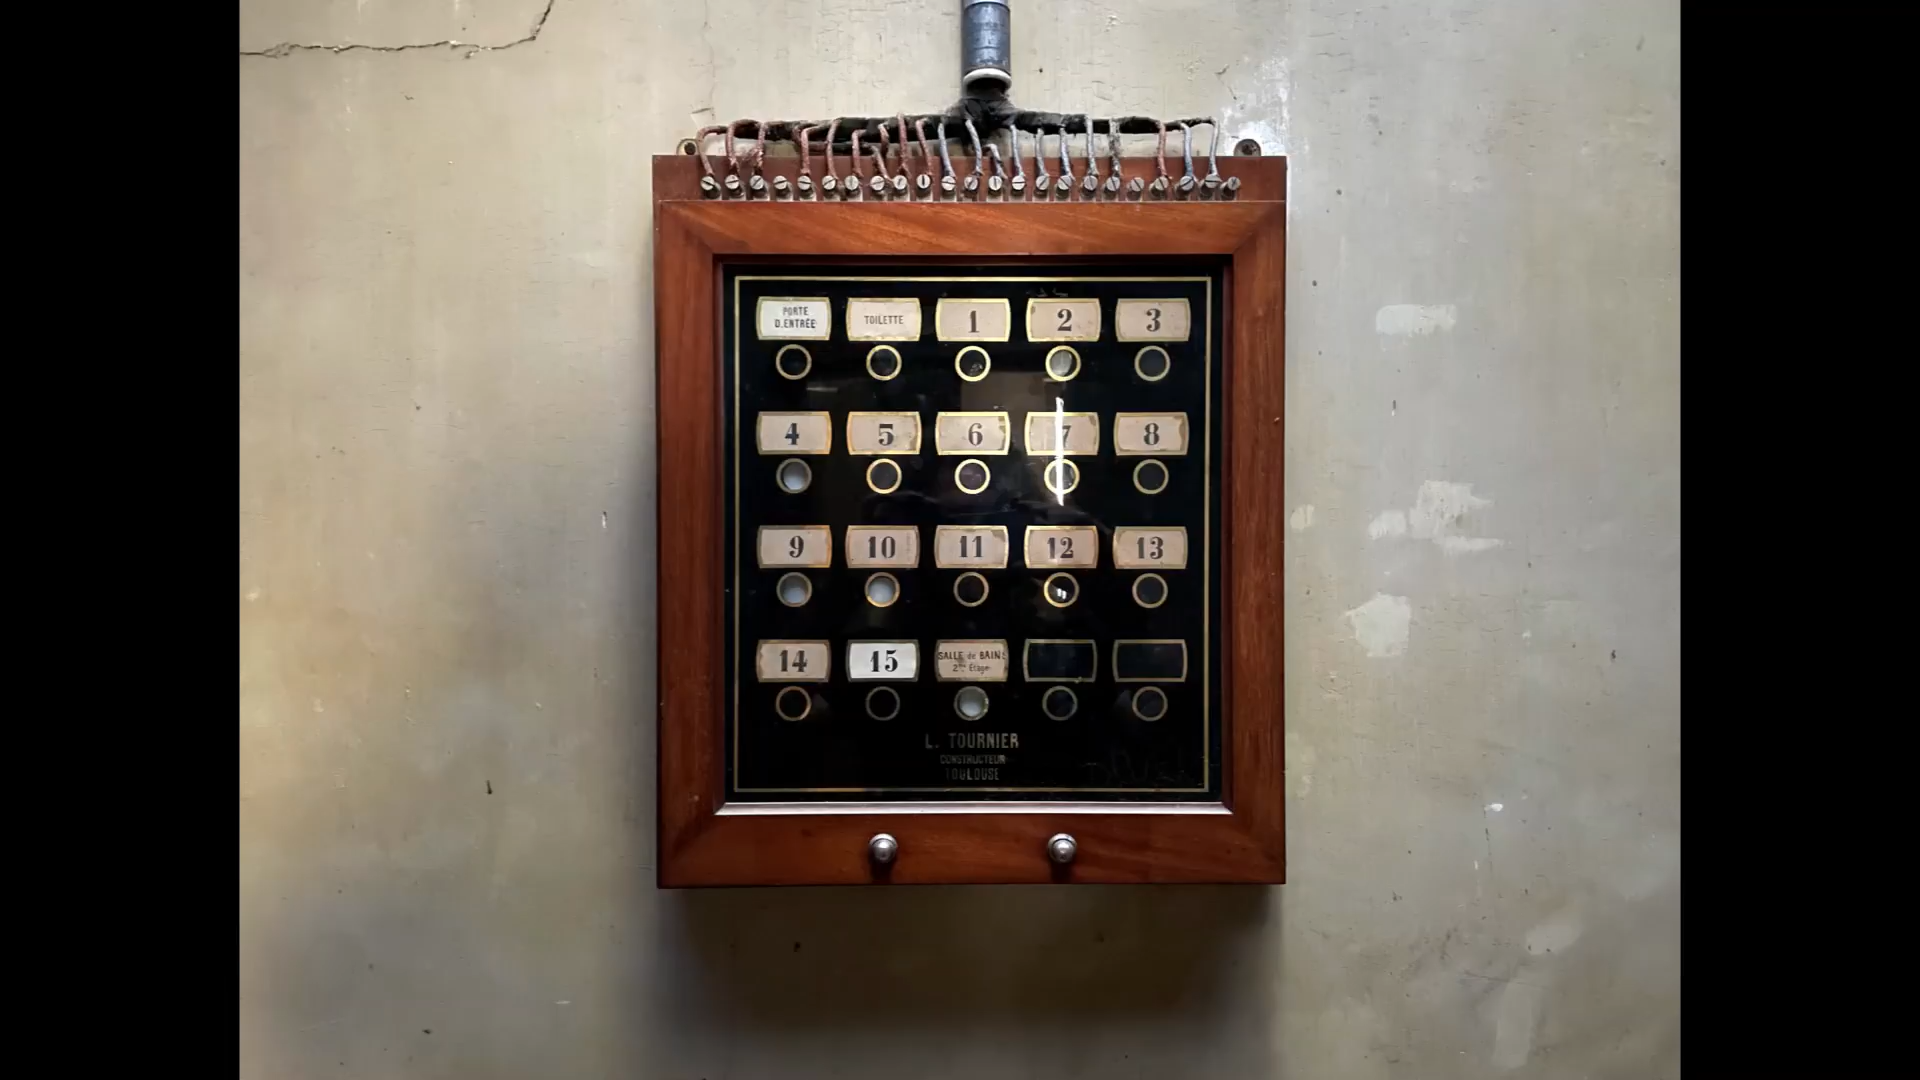 PORTE
D.ENTRÉE
TOILETTE
1
2
3
4
5
6
7
8
9
10
11
12
13
14
15
SALLE de BAIN
2me Étage
L. TOURNIER
CONSTRUCTEUR
TOULOUSE